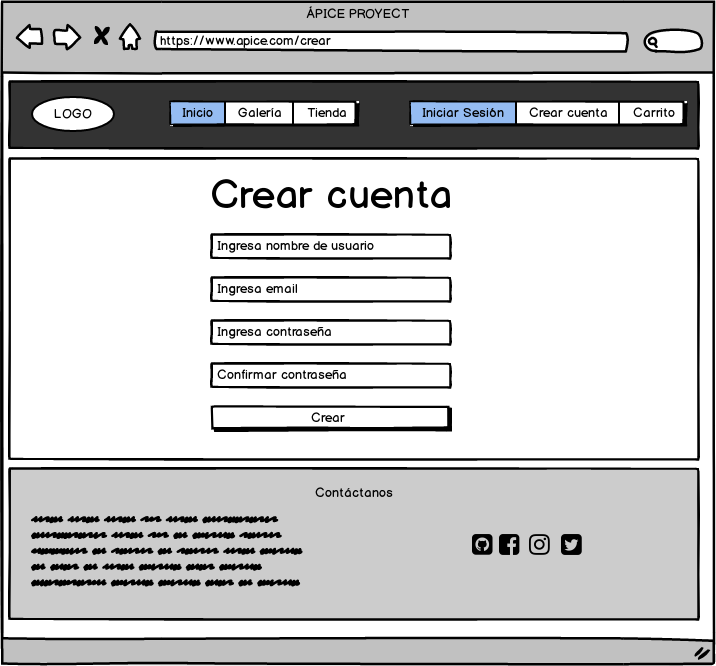 ÁPICE PROYECT
https://www.apice.com/crear
LOGO
Inicio Galería Tienda Iniciar Sesión Crear cuenta Carrito
Crear cuenta
Ingresa nombre de usuario
Ingresa email
Ingresa contraseña
Confirmar contraseña
Crear
Contáctanos